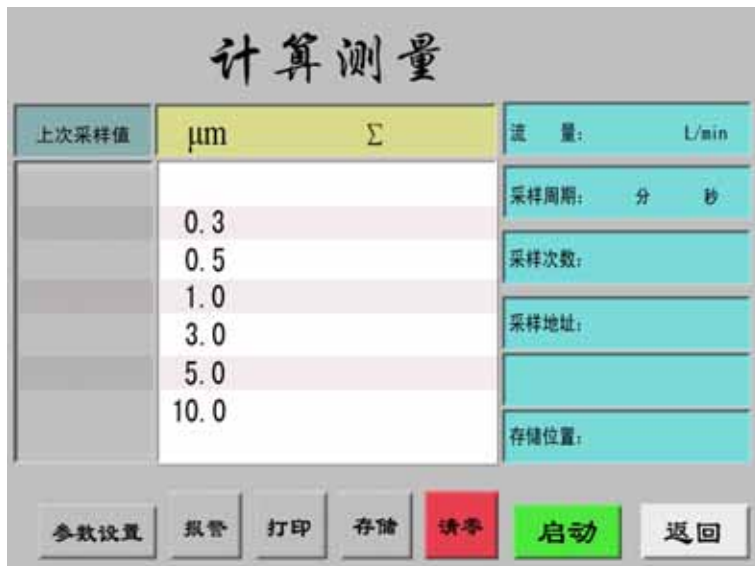 计算测量
上次采样值 μm Σ 流 量: L/min
采样周期: 分 秒
0.3
0.5 采样次数:
1.0
3.0 采样地址:
5.0
10.0
存储位置:
参数设置 报警 打印 存储 清零 启动 返回